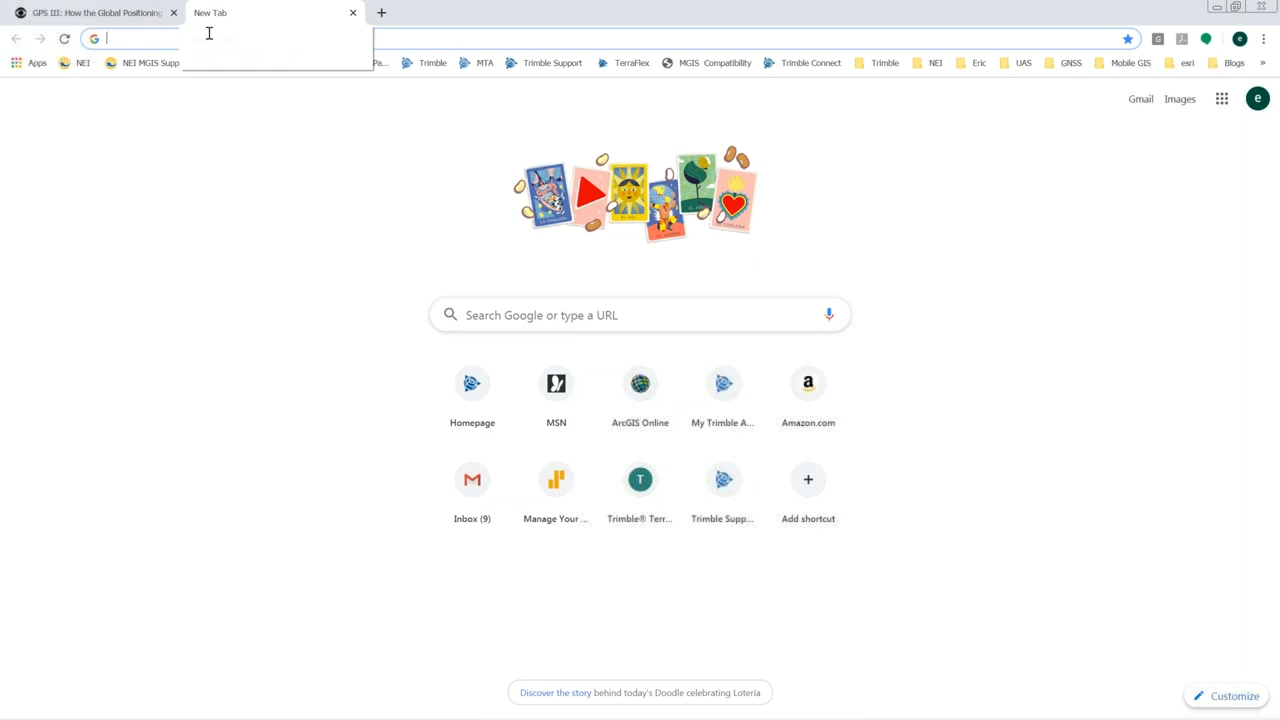 GPS III: How the Global Positioning
New Tab
Apps
NEI
NEI MGIS Supp
Pa...
Trimble
MTA
Trimble Support
TerraFlex
MGIS Compatibility
Trimble Connect
Trimble
NEI
Eric
UAS
GNSS
Mobile GIS
esri
Blogs
»
Gmail
Images
e
Search Google or type a URL
Homepage
MSN
ArcGIS Online
My Trimble A...
Amazon.com
Inbox (9)
Manage Your ...
T
Trimble® Terr...
Trimble Supp...
Add shortcut
Discover the story behind today's Doodle celebrating Lotería
Customize